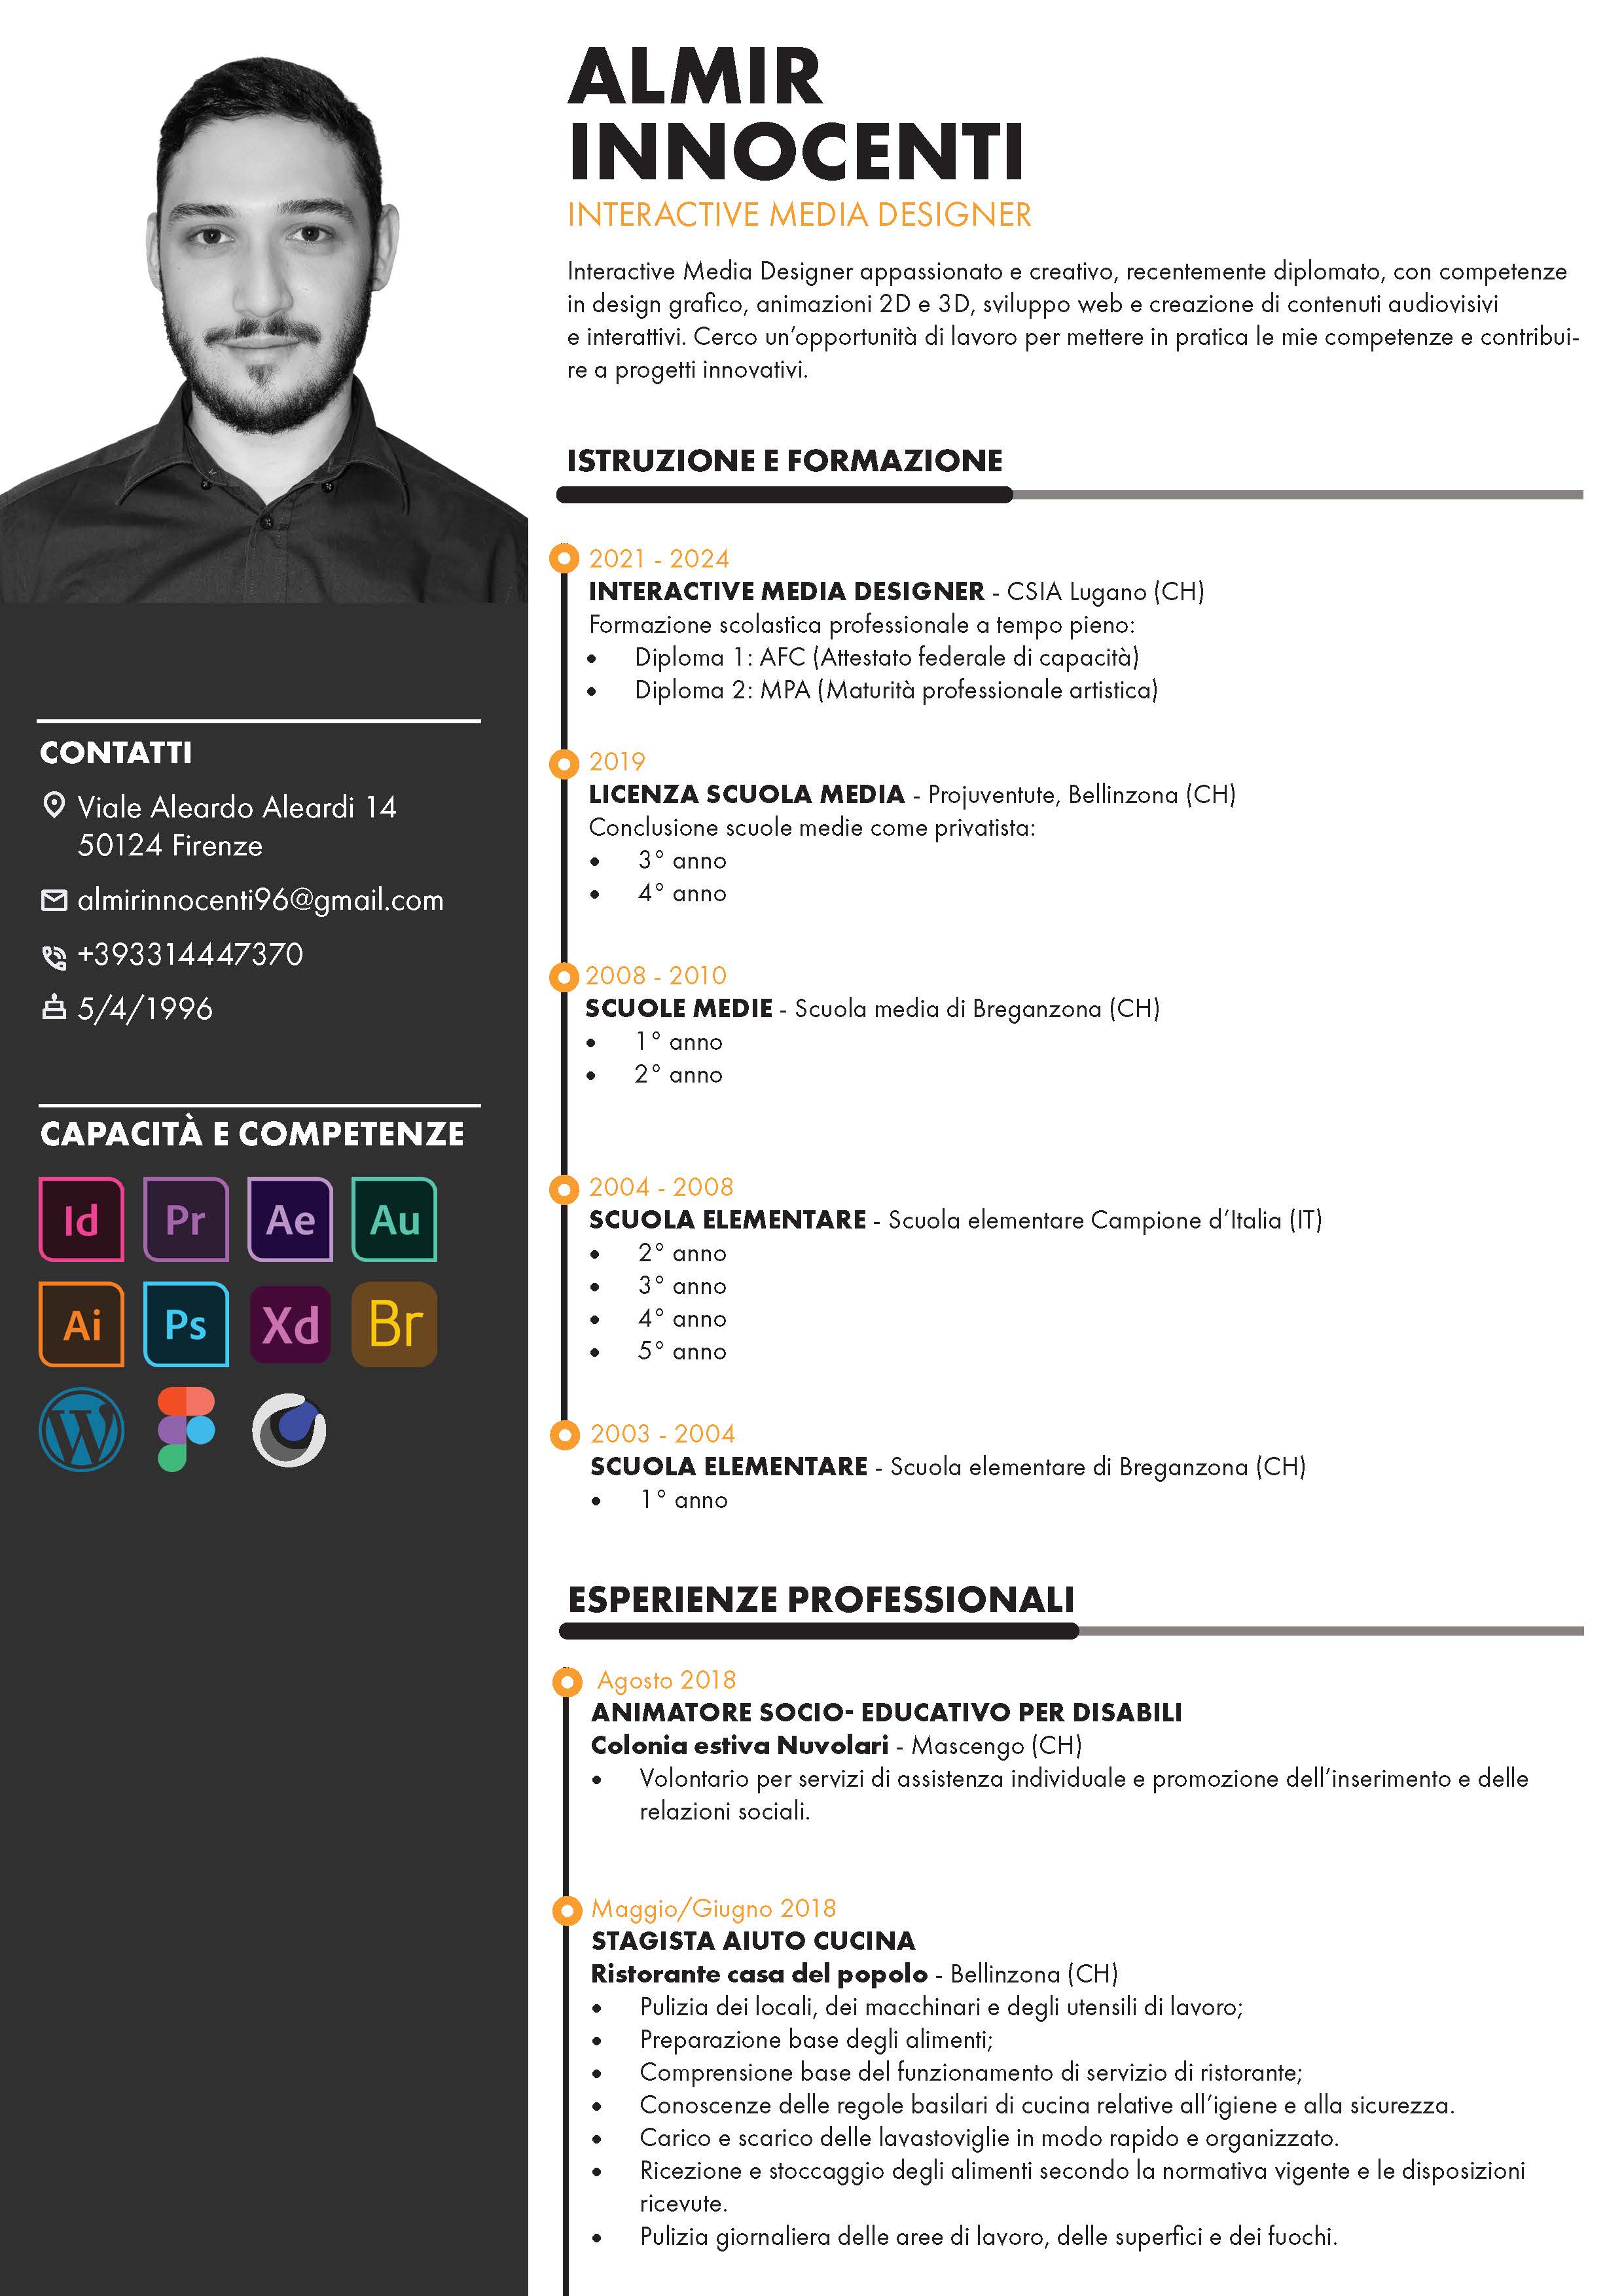 ALMIR
INNOCENTI
INTERACTIVE MEDIA DESIGNER
Interactive Media Designer appassionato e creativo, recentemente diplomato, con competenze
in design grafico, animazioni 2D e 3D, sviluppo web e creazione di contenuti audiovisivi
e interattivi. Cerco un’opportunità di lavoro per mettere in pratica le mie competenze e contribui-
re a progetti innovativi.
CONTATTI
Viale Aleardo Aleardi 14
50124 Firenze
almirinnocenti96@gmail.com
+393314447370
5/4/1996
CAPACITÀ E COMPETENZE
Id Pr Ae Au
Ai Ps Xd Br
W
ISTRUZIONE E FORMAZIONE
2021 - 2024
INTERACTIVE MEDIA DESIGNER - CSIA Lugano (CH)
Formazione scolastica professionale a tempo pieno:
• Diploma 1: AFC (Attestato federale di capacità)
• Diploma 2: MPA (Maturità professionale artistica)
2019
LICENZA SCUOLA MEDIA - Projuventute, Bellinzona (CH)
Conclusione scuole medie come privatista:
• 3° anno
• 4° anno
2008 - 2010
SCUOLE MEDIE - Scuola media di Breganzona (CH)
• 1° anno
• 2° anno
2004 - 2008
SCUOLA ELEMENTARE - Scuola elementare Campione d’Italia (IT)
• 2° anno
• 3° anno
• 4° anno
• 5° anno
2003 - 2004
SCUOLA ELEMENTARE - Scuola elementare di Breganzona (CH)
• 1° anno
ESPERIENZE PROFESSIONALI
Agosto 2018
ANIMATORE SOCIO- EDUCATIVO PER DISABILI
Colonia estiva Nuvolari - Mascengo (CH)
• Volontario per servizi di assistenza individuale e promozione dell’inserimento e delle
relazioni sociali.
Maggio/Giugno 2018
STAGISTA AIUTO CUCINA
Ristorante casa del popolo - Bellinzona (CH)
• Pulizia dei locali, dei macchinari e degli utensili di lavoro;
• Preparazione base degli alimenti;
• Comprensione base del funzionamento di servizio di ristorante;
• Conoscenze delle regole basilari di cucina relative all’igiene e alla sicurezza.
• Carico e scarico delle lavastoviglie in modo rapido e organizzato.
• Ricezione e stoccaggio degli alimenti secondo la normativa vigente e le disposizioni
ricevute.
• Pulizia giornaliera delle aree di lavoro, delle superfici e dei fuochi.